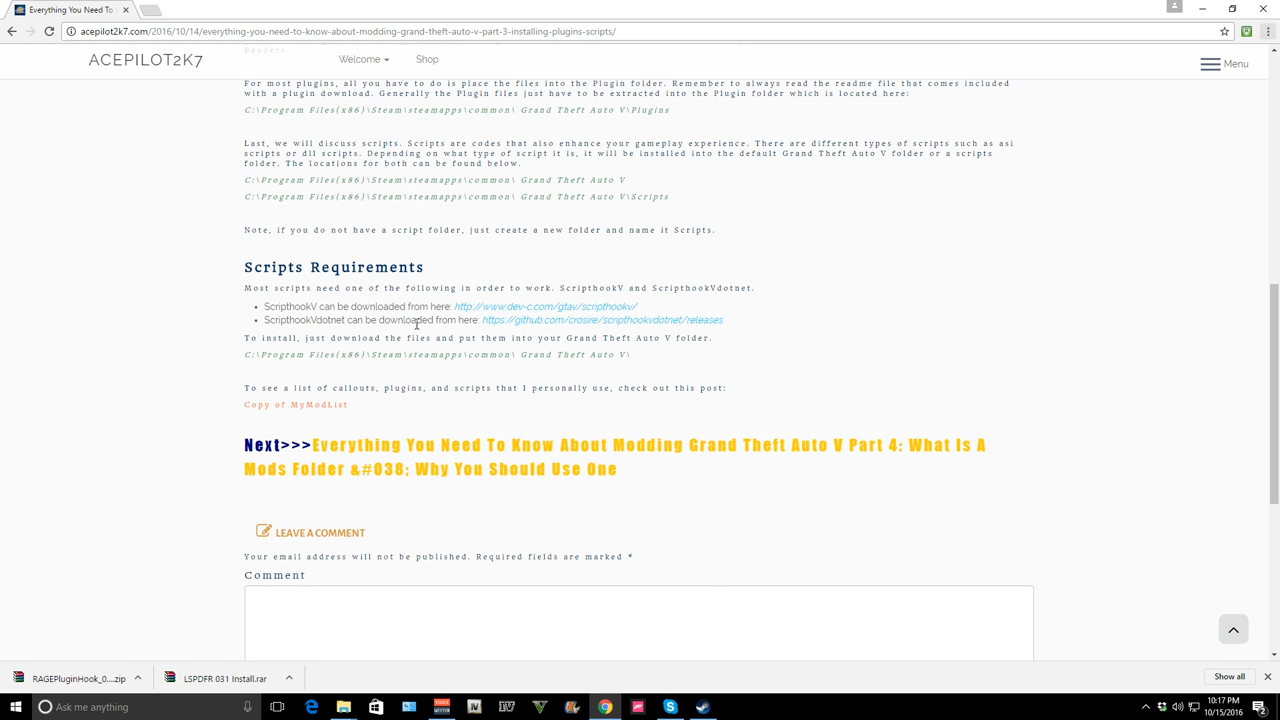 Everything You Need To
acepilot2k7.com/2016/10/14/everything-you-need-to-know-about-modding-grand-theft-auto-v-part-3-installing-plugins-scripts/
ACEPILOT2K7
Welcome
Shop
Menu
Readers.
For most plugins, all you have to do is place the files into the Plugin folder. Remember to always read the readme file that comes included
with a plugin download. Generally the Plugin files just have to be extracted into the Plugin folder which is located here:
C:\Program Files(x86)\Steam\steamapps\common\ Grand Theft Auto V\Plugins
Last, we will discuss scripts. Scripts are codes that also enhance your gameplay experience. There are different types of scripts such as asi
scripts or dll scripts. Depending on what type of script it is, it will be installed into the default Grand Theft Auto V folder or a scripts
folder. The locations for both can be found below.
C:\Program Files(x86)\Steam\steamapps\common\ Grand Theft Auto V
C:\Program Files(x86)\Steam\steamapps\common\ Grand Theft Auto V\Scripts
Note, if you do not have a script folder, just create a new folder and name it Scripts.
Scripts Requirements
Most scripts need one of the following in order to work. ScripthookV and ScripthookVdotnet.
• ScripthookV can be downloaded from here: http://www.dev-c.com/gtav/scripthookv/
• ScripthookVdotnet can be downloaded from here: https://github.com/crosire/scripthookvdotnet/releases
To install, just download the files and put them into your Grand Theft Auto V folder.
C:\Program Files(x86)\Steam\steamapps\common\ Grand Theft Auto V\
To see a list of callouts, plugins, and scripts that I personally use, check out this post:
Copy of MyModList
Next>>>Everything You Need To Know About Modding Grand Theft Auto V Part 4: What Is A
Mods Folder &#038; Why You Should Use One
LEAVE A COMMENT
Your email address will not be published. Required fields are marked *
Comment
RAGEPluginHook_0....zip
LSPDFR 031 Install.rar
Show all
Ask me anything
10:17 PM
10/15/2016